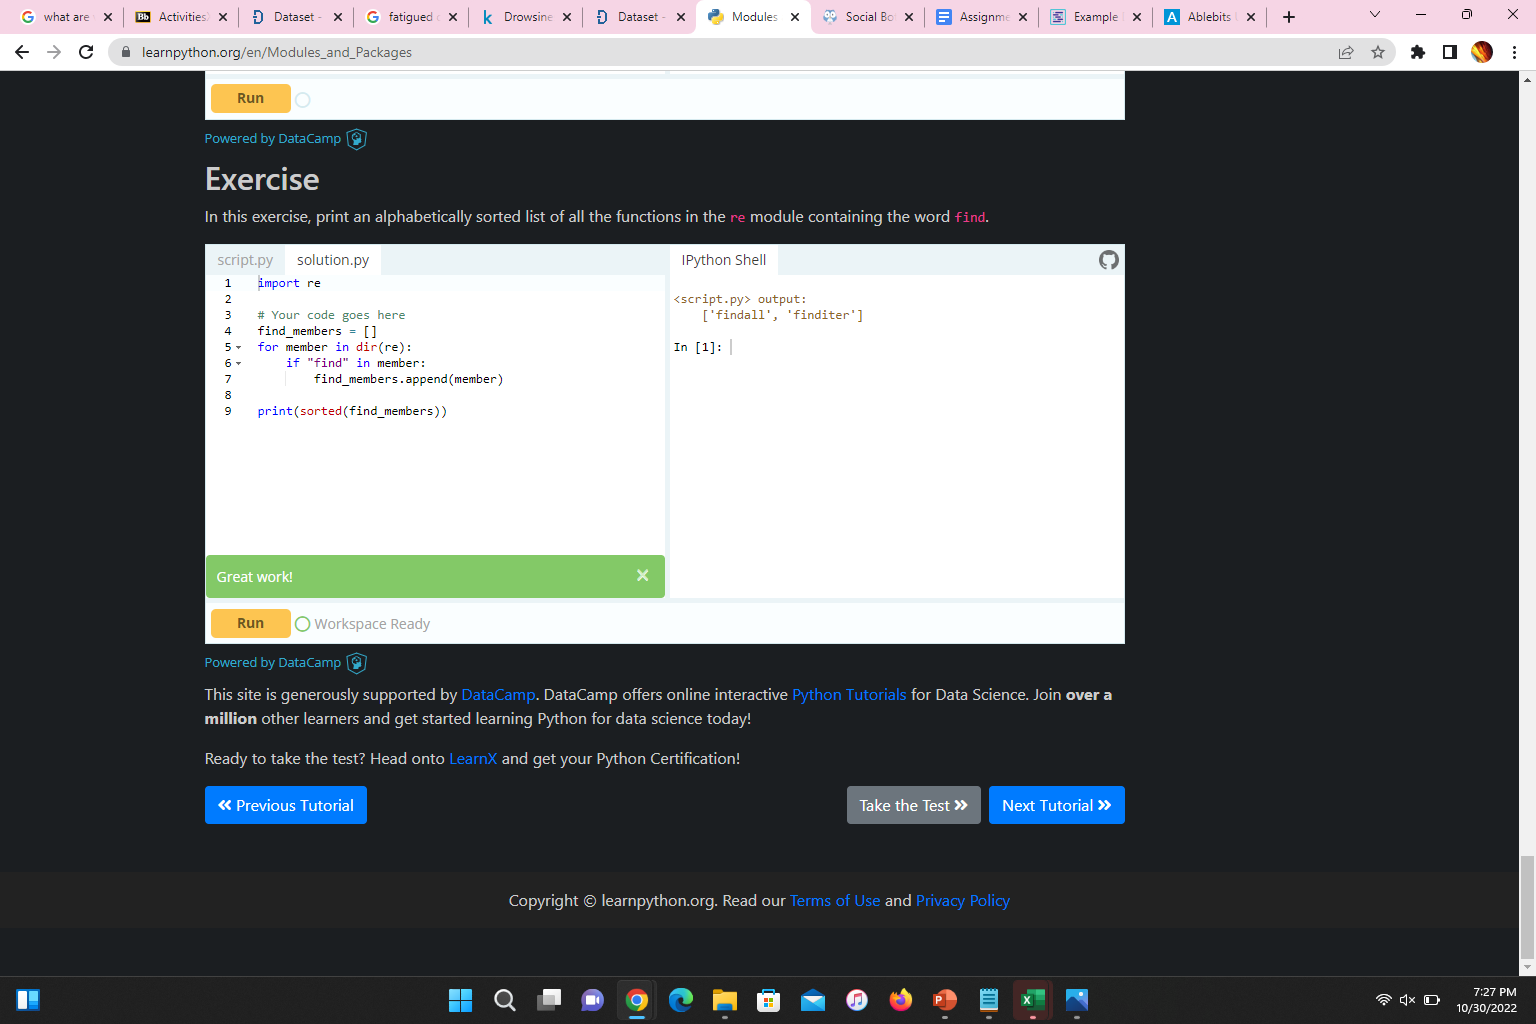 what are
Bb Activities
Dataset -
fatigued
Drowsine
Dataset -
Modules
Social Bo
Assignme
Example
A Ablebits
learnpython.org/en/Modules_and_Packages
Run
Powered by DataCamp
Exercise
In this exercise, print an alphabetically sorted list of all the functions in the re module containing the word find.
script.py solution.py
1 import re
2
3 # Your code goes here
4 find_members = []
5 for member in dir(re):
6 if "find" in member:
7 find_members.append(member)
8
9 print(sorted(find_members))
IPython Shell
<script.py> output:
['findall', 'finditer']
In [1]:
Great work!
Run Workspace Ready
Powered by DataCamp
This site is generously supported by DataCamp. DataCamp offers online interactive Python Tutorials for Data Science. Join over a
million other learners and get started learning Python for data science today!
Ready to take the test? Head onto LearnX and get your Python Certification!
Previous Tutorial Take the Test Next Tutorial
Copyright © learnpython.org. Read our Terms of Use and Privacy Policy
7:27 PM
10/30/2022